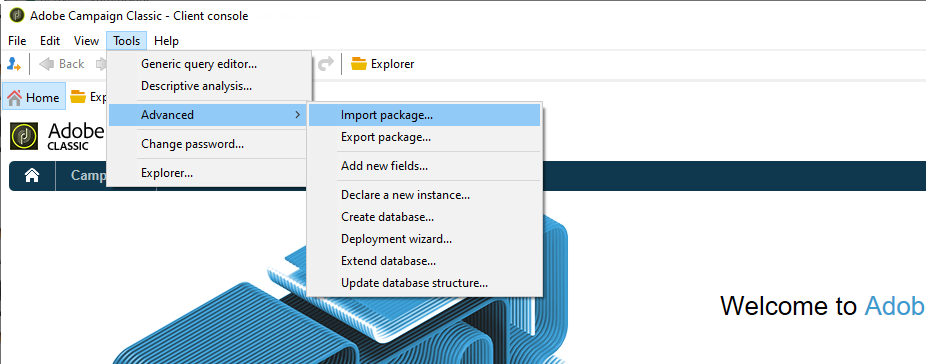 Adobe Campaign Classic - Client console
File Edit View Tools Help
Back Explorer
Generic query editor...
Descriptive analysis...
Advanced
Change password...
Explorer...
Import package...
Export package...
Add new fields...
Declare a new instance...
Create database...
Deployment wizard...
Extend database...
Update database structure...
Home Exp
Adobe
CLASSIC
Camp
Welcome to Adob